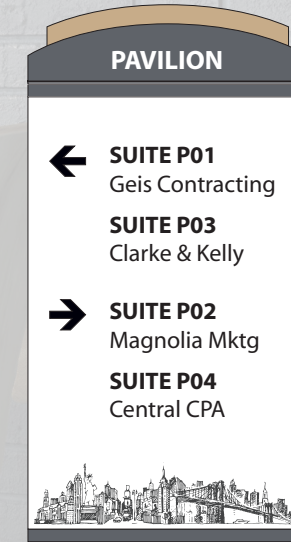 PAVILION
SUITE P01
Geis Contracting
SUITE P03
Clarke & Kelly
SUITE P02
Magnolia Mktg
SUITE P04
Central CPA